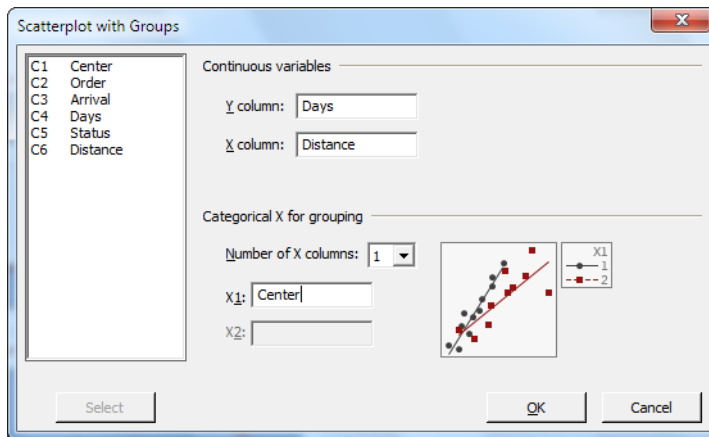 Scatterplot with Groups
C1 Center
C2 Order
C3 Arrival
C4 Days
C5 Status
C6 Distance
Continuous variables
Y column: Days
X column: Distance
Categorical X for grouping
Number of X columns: 1
X1: Center
X2:
X1
1
2
Select
OK
Cancel